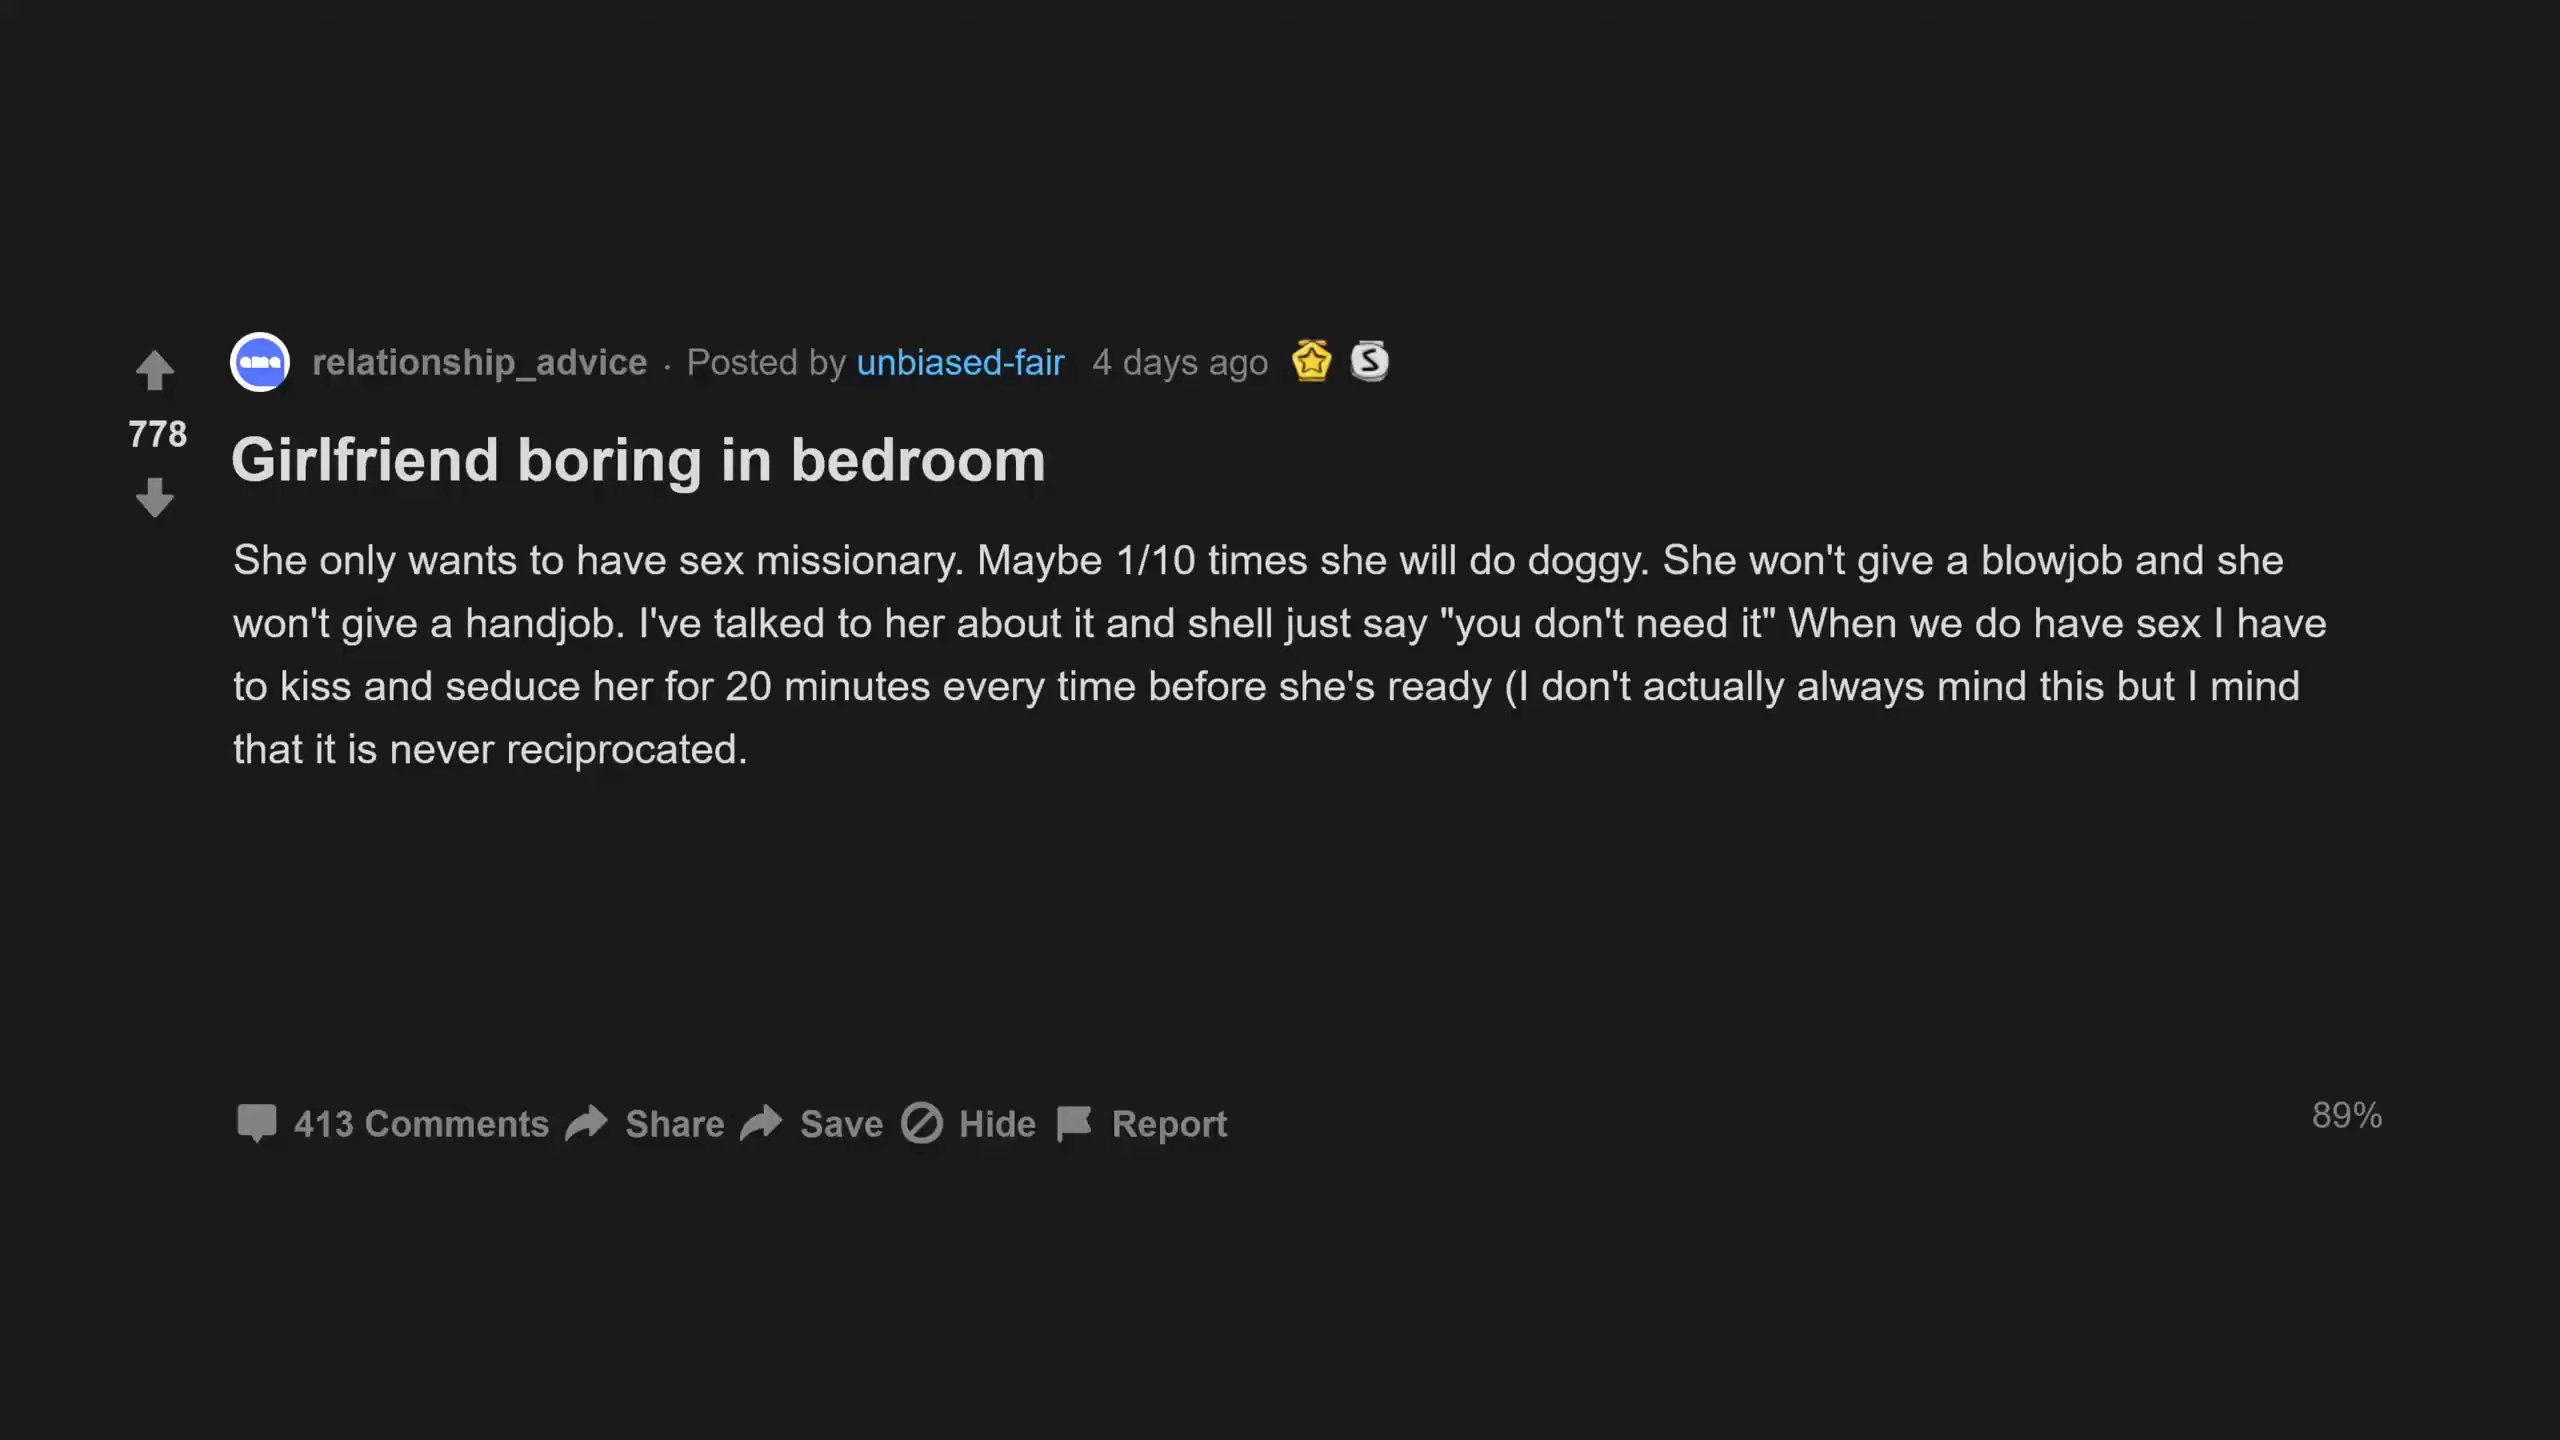 relationship_advice · Posted by unbiased-fair 4 days ago
778
Girlfriend boring in bedroom
She only wants to have sex missionary. Maybe 1/10 times she will do doggy. She won't give a blowjob and she
won't give a handjob. I've talked to her about it and shell just say "you don't need it" When we do have sex I have
to kiss and seduce her for 20 minutes every time before she's ready (I don't actually always mind this but I mind
that it is never reciprocated.
413 Comments Share Save Hide Report
89%